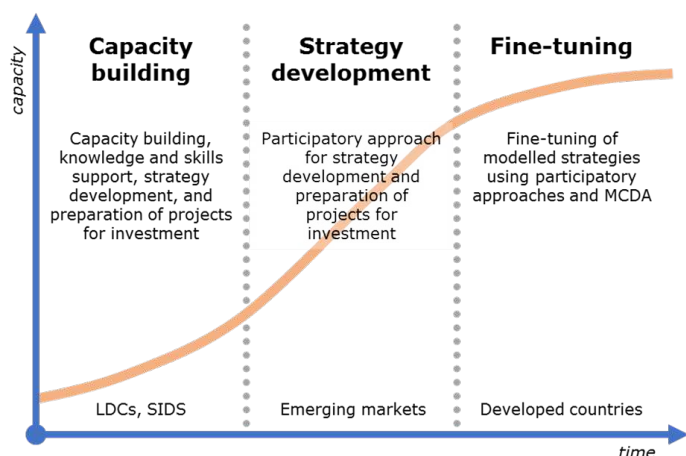 capacity
Capacity
building
Strategy
development
Fine-tuning
Capacity building,
knowledge and skills
support, strategy
development, and
preparation of projects
for investment
Participatory approach
for strategy
development and
preparation of
projects for
investment
Fine-tuning of
modelled strategies
using participatory
approaches and MCDA
LDCs, SIDS
Emerging markets
Developed countries
time